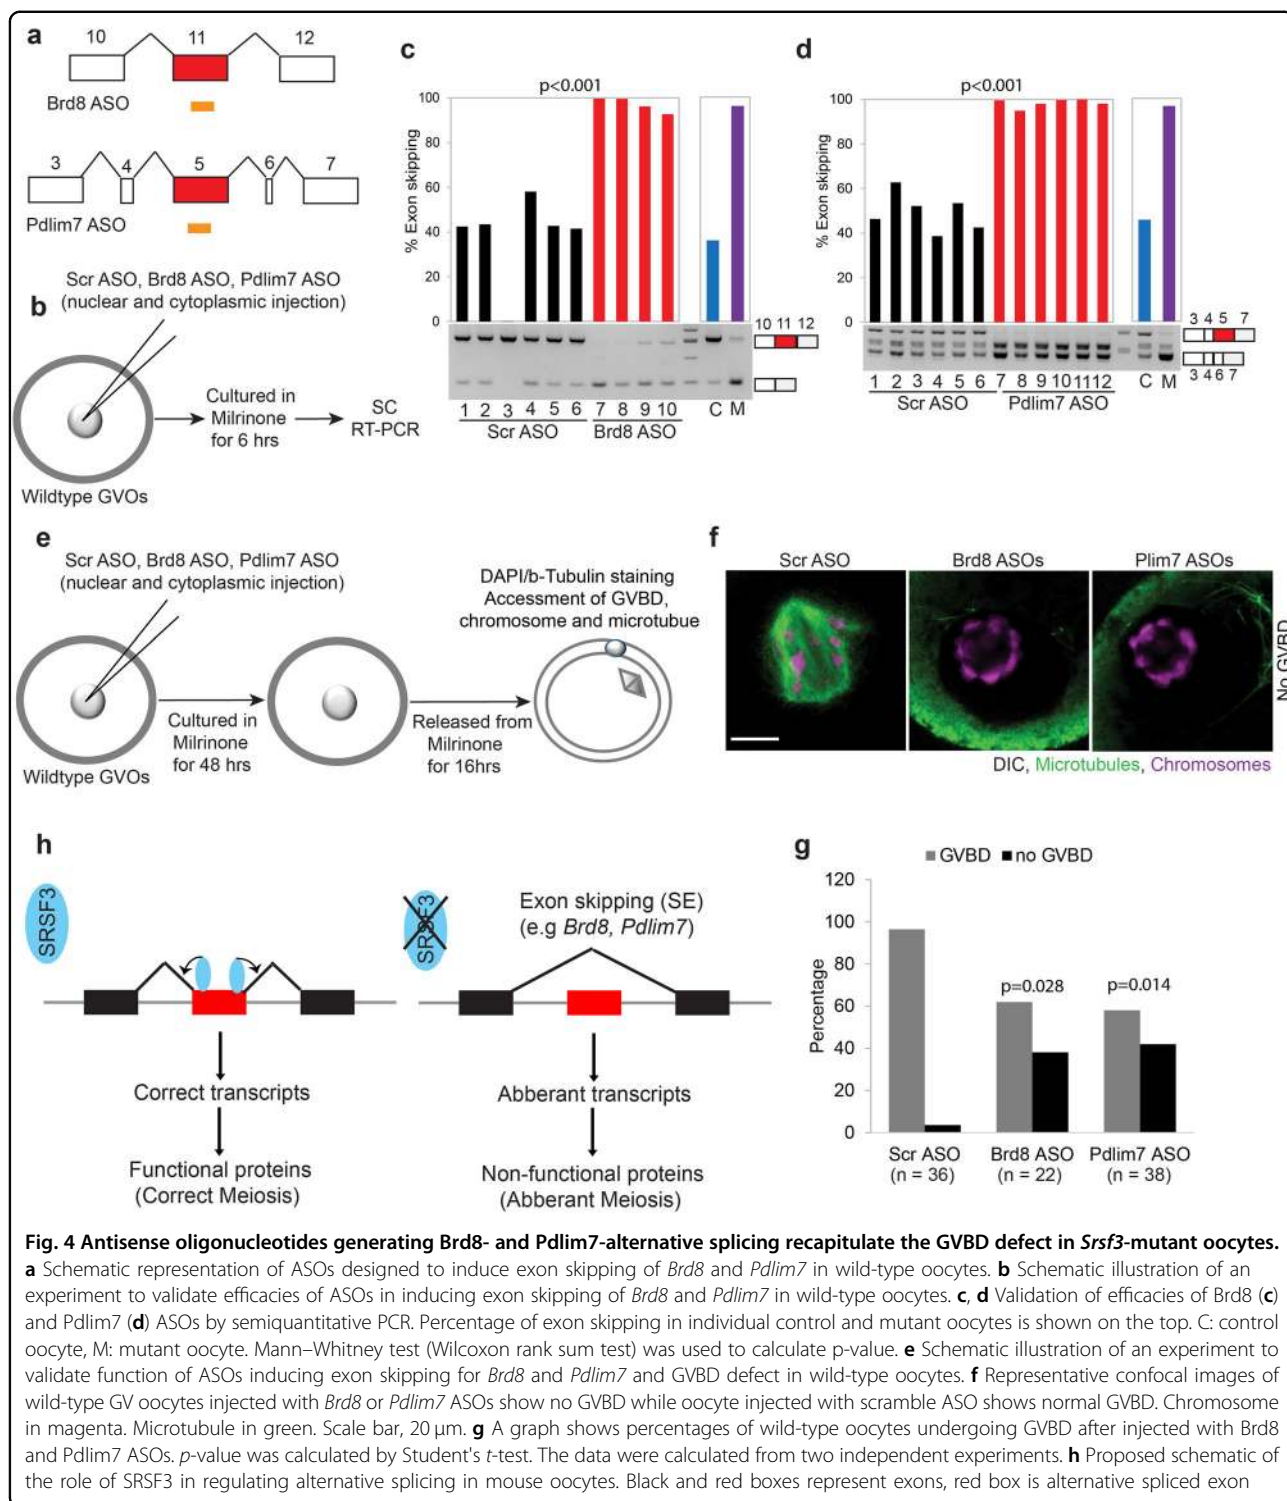 a
10 11 12
Brd8 ASO
3 4 5 6 7
Pdlim7 ASO
b
Scr ASO, Brd8 ASO, Pdlim7 ASO
(nuclear and cytoplasmic injection)
Cultured in
Milrinone
for 6 hrs
SC
RT-PCR
Wildtype GVOs
c
p<0.001
% Exon skipping
100
80
60
40
20
0
10 11 12
1 2 3 4 5 6 7 8 9 10 C M
Scr ASO Brd8 ASO
d
p<0.001
% Exon skipping
100
80
60
40
20
0
3 4 5 7
3 4 6 7
1 2 3 4 5 6 7 8 9 10 11 12 C M
Scr ASO Pdlim7 ASO
e
Scr ASO, Brd8 ASO, Pdlim7 ASO
(nuclear and cytoplasmic injection)
DAPI/b-Tubulin staining
Accessment of GVBD,
chromosome and microtubue
Cultured in
Milrinone
for 48 hrs
Released from
Milrinone
for 16hrs
Wildtype GVOs
f
Scr ASO Brd8 ASOs Plim7 ASOs
No GVBD
DIC, Microtubules, Chromosomes
h
SRSF3
SRSF3
Exon skipping (SE)
(e.g Brd8, Pdlim7)
Correct transcripts
Abberant transcripts
Functional proteins
(Correct Meiosis)
Non-functional proteins
(Abberant Meiosis)
g
GVBD no GVBD
Percentage
120
100
80
60
40
20
0
p=0.028
p=0.014
Scr ASO Brd8 ASO Pdlim7 ASO
(n = 36) (n = 22) (n = 38)
Fig. 4 Antisense oligonucleotides generating Brd8- and Pdlim7-alternative splicing recapitulate the GVBD defect in Srsf3-mutant oocytes.
a Schematic representation of ASOs designed to induce exon skipping of Brd8 and Pdlim7 in wild-type oocytes. b Schematic illustration of an
experiment to validate efficacies of ASOs in inducing exon skipping of Brd8 and Pdlim7 in wild-type oocytes. c, d Validation of efficacies of Brd8 (c)
and Pdlim7 (d) ASOs by semiquantitative PCR. Percentage of exon skipping in individual control and mutant oocytes is shown on the top. C: control
oocyte, M: mutant oocyte. Mann–Whitney test (Wilcoxon rank sum test) was used to calculate p-value. e Schematic illustration of an experiment to
validate function of ASOs inducing exon skipping for Brd8 and Pdlim7 and GVBD defect in wild-type oocytes. f Representative confocal images of
wild-type GV oocytes injected with Brd8 or Pdlim7 ASOs show no GVBD while oocyte injected with scramble ASO shows normal GVBD. Chromosome
in magenta. Microtubule in green. Scale bar, 20 µm. g A graph shows percentages of wild-type oocytes undergoing GVBD after injected with Brd8
and Pdlim7 ASOs. p-value was calculated by Student's t-test. The data were calculated from two independent experiments. h Proposed schematic of
the role of SRSF3 in regulating alternative splicing in mouse oocytes. Black and red boxes represent exons, red box is alternative spliced exon